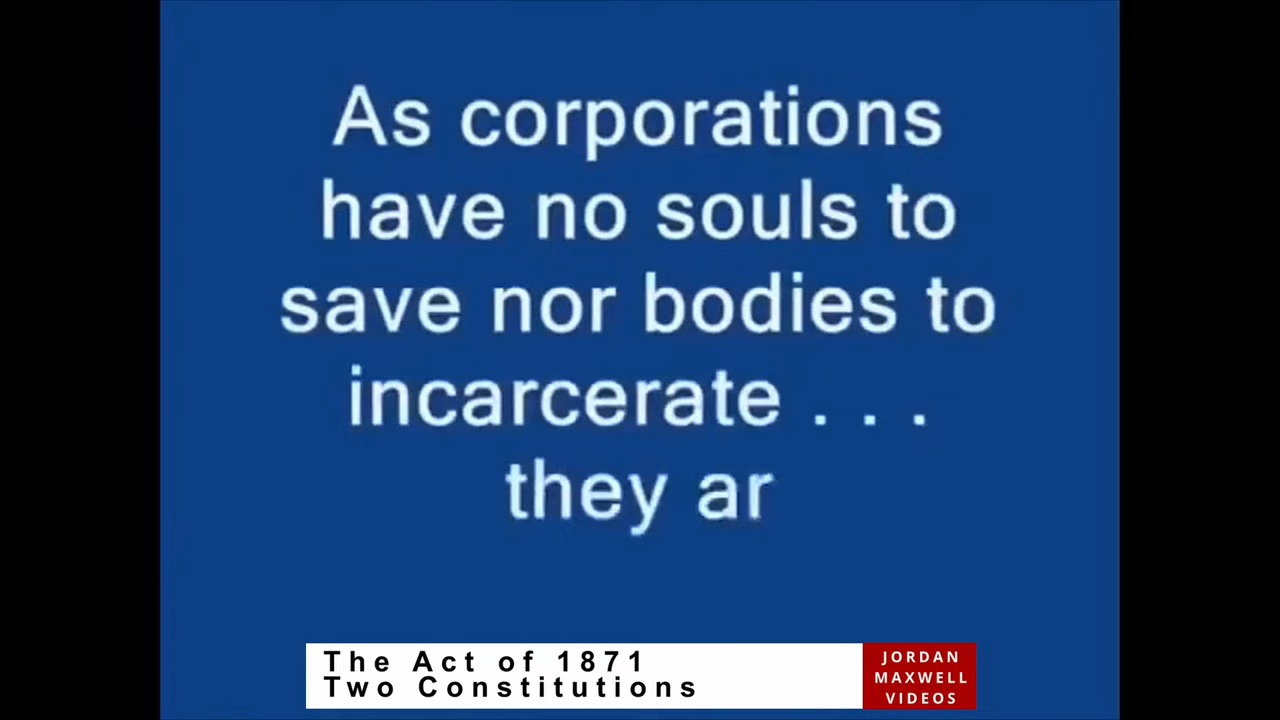 As corporations
have no souls to
save nor bodies to
incarcerate . . .
they ar
The Act of 1871
Two Constitutions
JORDAN
MAXWELL
VIDEOS